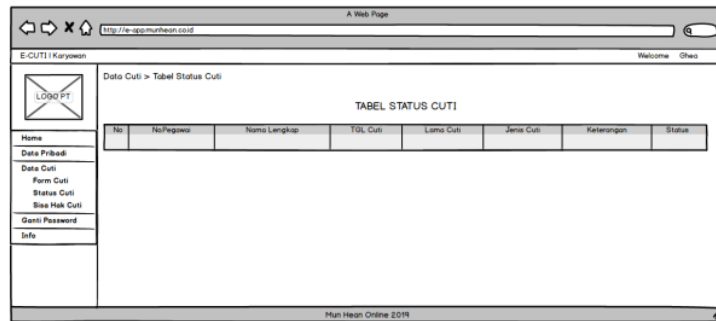 A Web Page
http://e-app.munhean.co.id
E-CUTI I Karyawan
Welcome Ghea
LOGO PT
Data Cuti > Tabel Status Cuti
TABEL STATUS CUTI
No NoPegawai Nama Lengkap TGL Cuti Lama Cuti Jenis Cuti Keterangan Status
Home
Data Pribadi
Data Cuti
Form Cuti
Status Cuti
Sisa Hak Cuti
Ganti Password
Info
Mun Hean Online 2019